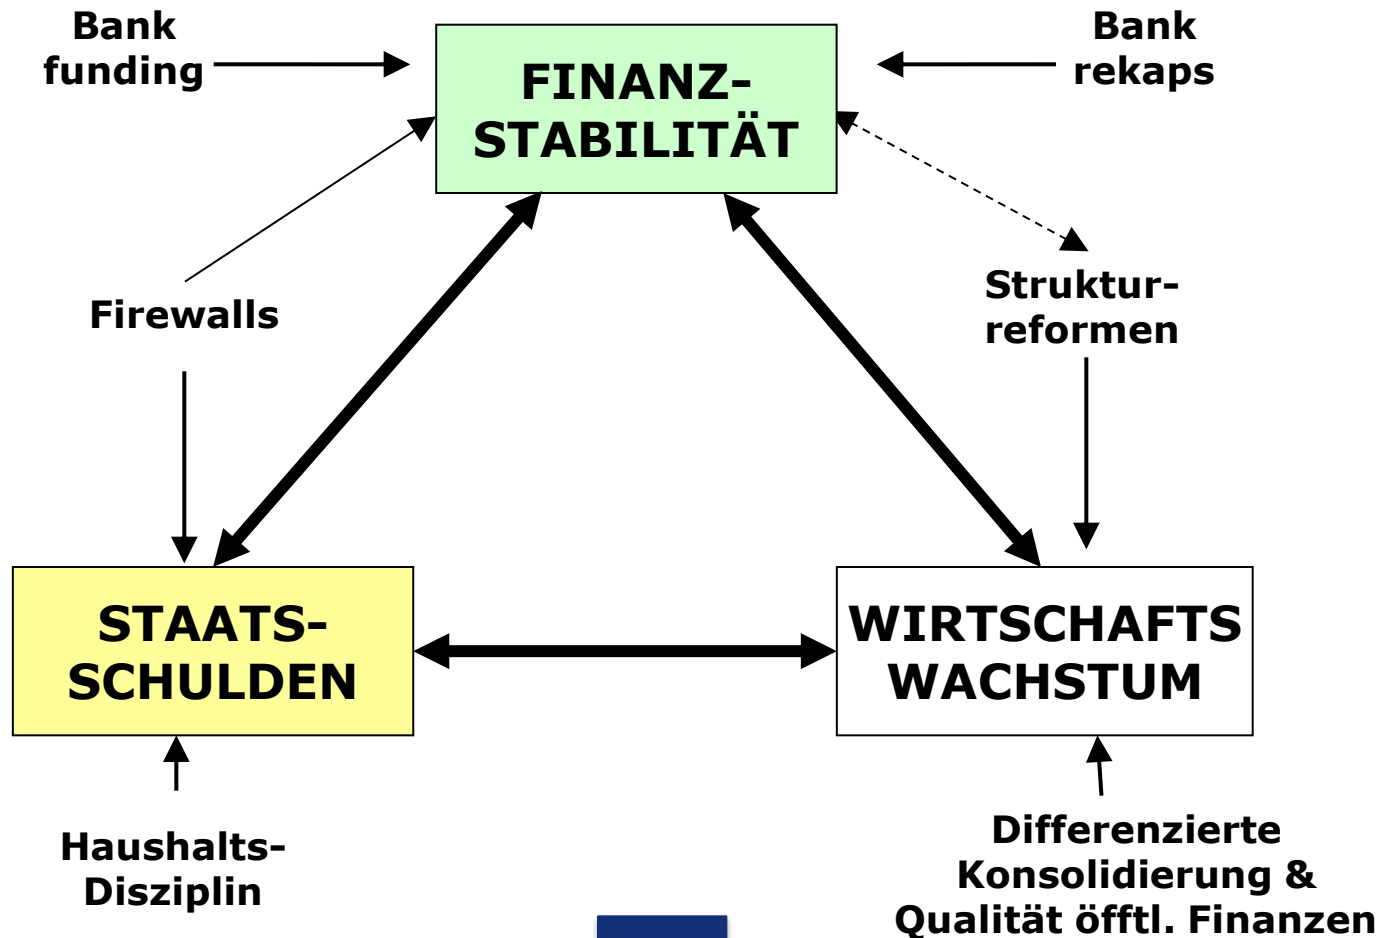 Bank
funding
FINANZ-
STABILITÄT
Bank
rekaps
Firewalls
Struktur-
reformen
STAATS-
SCHULDEN
WIRTSCHAFTS
WACHSTUM
Haushalts-
Disziplin
Differenzierte
Konsolidierung &
Qualität öfftl. Finanzen